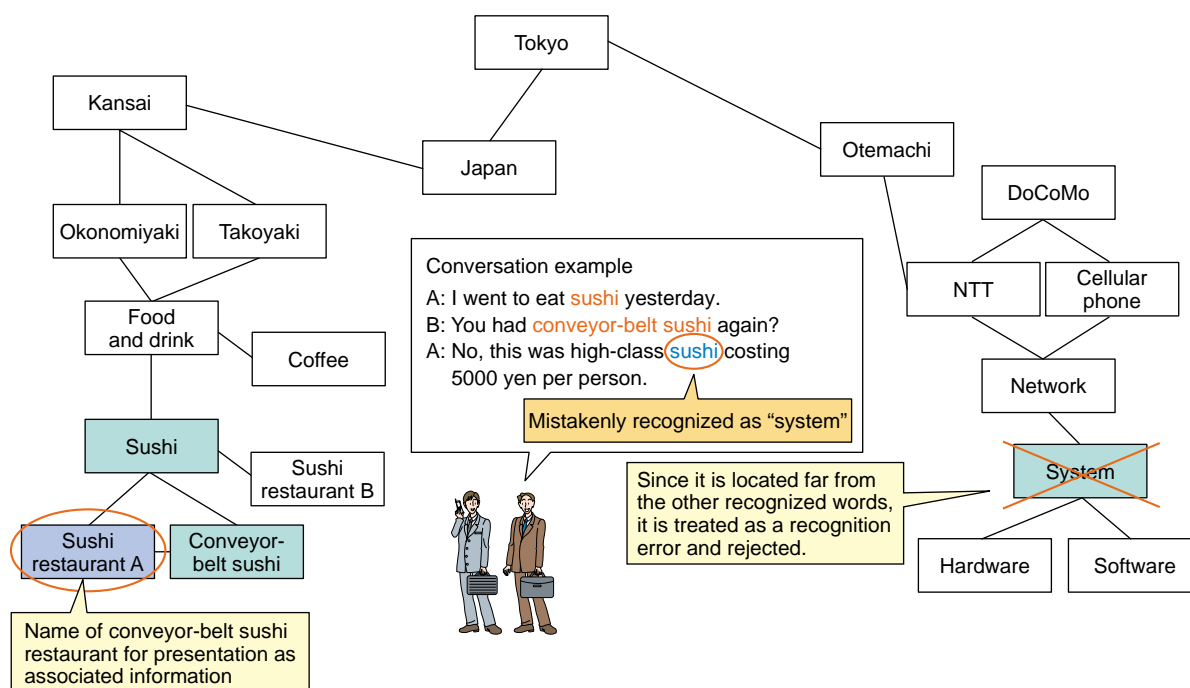 Tokyo
Kansai
Japan
Otemachi
DoCoMo
Okonomiyaki
Takoyaki
NTT
Cellular
phone
Food
and drink
Coffee
Network
Conversation example
A: I went to eat sushi yesterday.
B: You had conveyor-belt sushi again?
A: No, this was high-class sushi costing
5000 yen per person.
Mistakenly recognized as “system”
Sushi
Sushi
restaurant B
System
Since it is located far from
the other recognized words,
it is treated as a recognition
error and rejected.
Sushi
restaurant A
Conveyor-
belt sushi
Hardware
Software
Name of conveyor-belt sushi
restaurant for presentation as
associated information